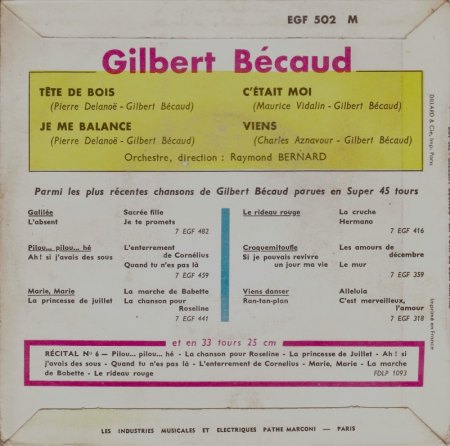 EGF 502 M
Gilbert Bécaud
TÊTE DE BOIS
(Pierre Delanoë - Gilbert Bécaud)
JE ME BALANCE
(Pierre Delanoë - Gilbert Bécaud)
C'ÉTAIT MOI
(Maurice Vidalin - Gilbert Bécaud)
VIENS
(Charles Aznavour - Gilbert Bécaud)
Orchestre, direction : Raymond BERNARD
Parmi les plus récentes chansons de Gilbert Bécaud parues en Super 45 tours
Galilée
L'absent
Sacrée fille
Je te promets
7 EGF 482
Pilou... pilou... hé
Ah ! si j'avais des sous
L'enterrement
de Cornélius
Quand tu n'es pas là
7 EGF 459
Marie, Marie
La princesse de juillet
La marche de Babette
La chanson pour
Roseline
7 EGF 441
Le rideau rouge
La cruche
Hermano
7 EGF 416
Croquemitoufle
Si je pouvais revivre
un jour ma vie
Les amours de
décembre
Le mur
7 EGF 359
Viens danser
Ran-tan-plan
Alleluia
C'est merveilleux,
l'amour
7 EGF 318
et en 33 tours 25 cm
RÉCITAL N° 6 — Pilou... pilou... hé - La chanson pour Roseline - La princesse de Juillet - Ah ! si
j'avais des sous - Quand tu n'es pas là - L'enterrement de Cornelius - Marie, Marie - La marche
de Babette - Le rideau rouge
FDLP 1093
LES INDUSTRIES MUSICALES ET ELECTRIQUES PATHE MARCONI — PARIS
DILLARD & Cie, Imp. Paris
Imprimé en France